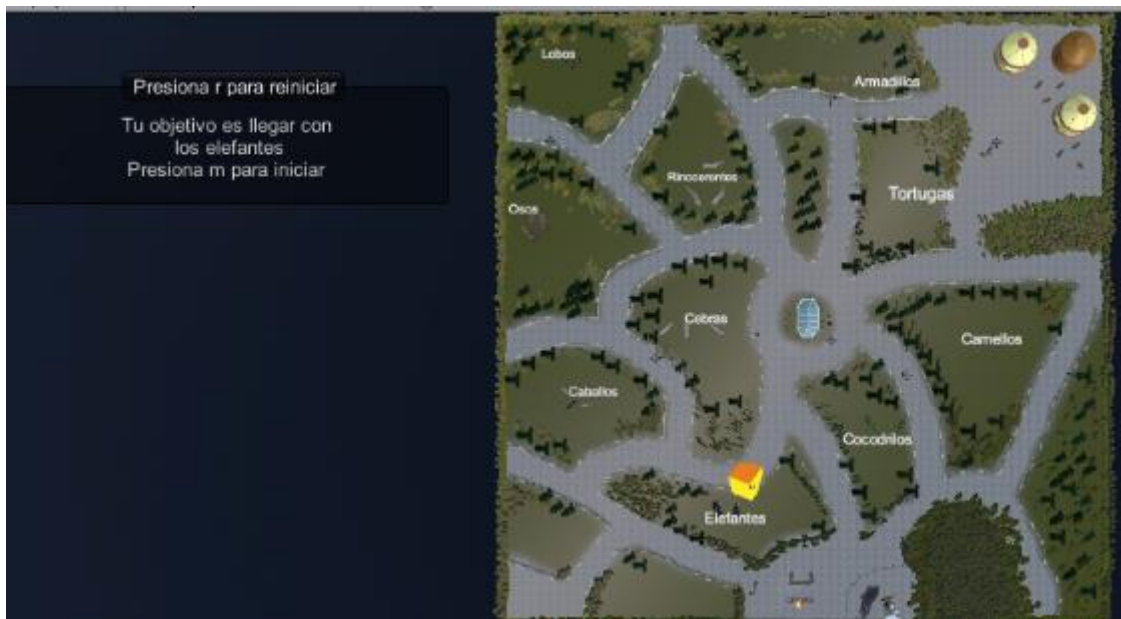 Presiona r para reiniciar
Tu objetivo es llegar con
los elefantes
Presiona m para iniciar
Lobos
Armadillos
Rinocerontes
Tortugas
Osos
Cebras
Camellos
Caballos
Cocodrilos
Elefantes